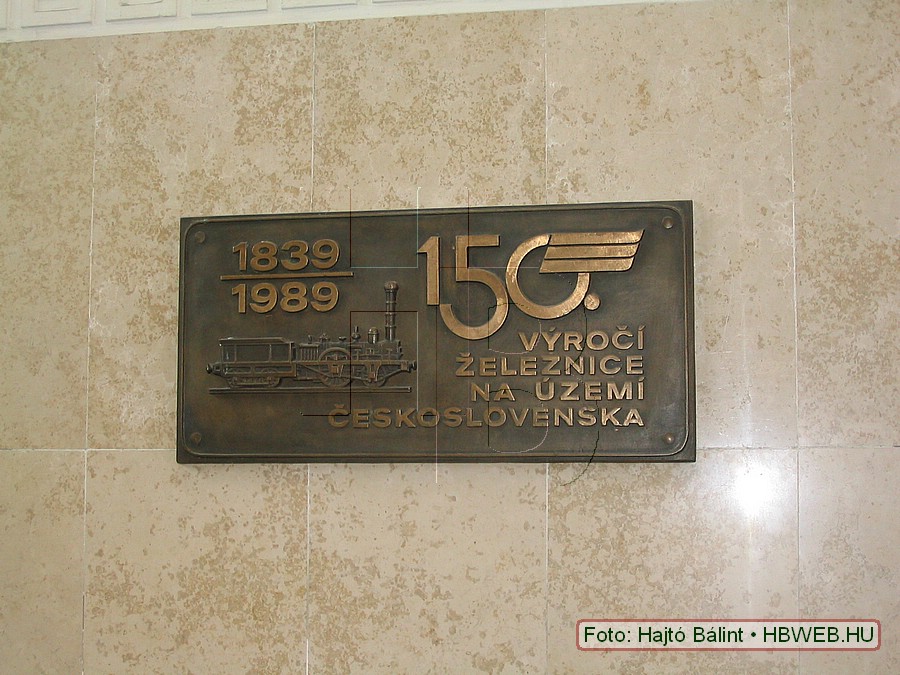 1839
1989
150.
VÝROČÍ
ŽELEZNICE
NA ÚZEMÍ
ČESKOSLOVENSKA
Foto: Hajtó Bálint • HBWEB.HU